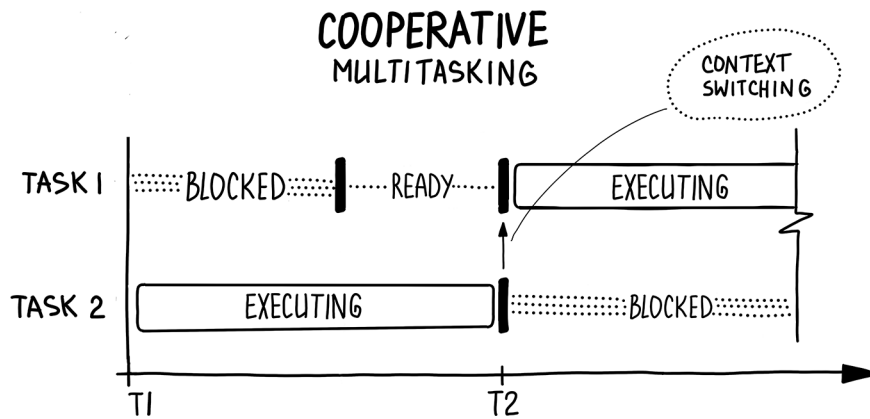 COOPERATIVE
MULTITASKING
CONTEXT
SWITCHING
TASK 1
BLOCKED
READY
EXECUTING
TASK 2
EXECUTING
BLOCKED
T1
T2